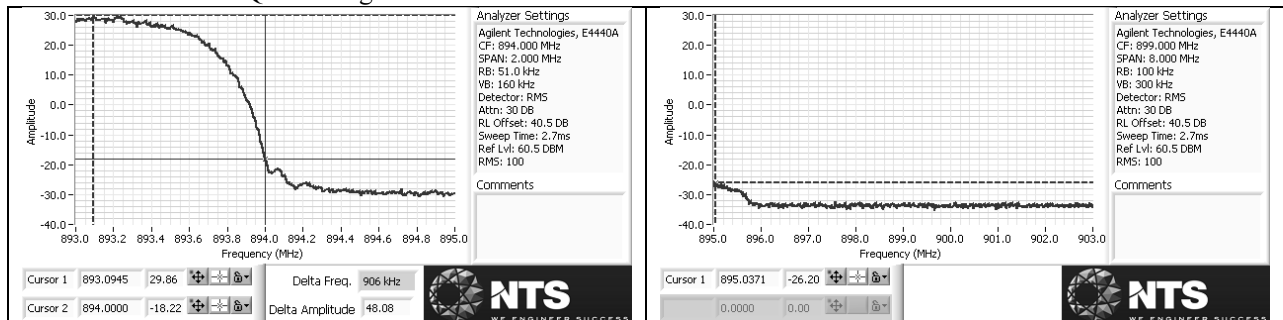 30.0
20.0
10.0
0.0
-10.0
-20.0
-30.0
-40.0
Amplitude
893.0 893.2 893.4 893.6 893.8 894.0 894.2 894.4 894.6 894.8 895.0
Frequency (MHz)
Analyzer Settings
Agilent Technologies, E4440A
CF: 894.000 MHz
SPAN: 2.000 MHz
RB: 51.0 kHz
VB: 160 kHz
Detector: RMS
Attn: 30 DB
RL Offset: 40.5 DB
Sweep Time: 2.7ms
Ref Lvl: 60.5 DBM
RMS: 100
Comments
Cursor 1 893.0945 29.86
Cursor 2 894.0000 -18.22
Delta Freq. 906 kHz
Delta Amplitude 48.08
NTS
WE ENGINEER SUCCESS
30.0
20.0
10.0
0.0
-10.0
-20.0
-30.0
-40.0
Amplitude
895.0 896.0 897.0 898.0 899.0 900.0 901.0 902.0 903.0
Frequency (MHz)
Analyzer Settings
Agilent Technologies, E4440A
CF: 899.000 MHz
SPAN: 8.000 MHz
RB: 100 kHz
VB: 300 kHz
Detector: RMS
Attn: 30 DB
RL Offset: 40.5 DB
Sweep Time: 2.7ms
Ref Lvl: 60.5 DBM
RMS: 100
Comments
Cursor 1 895.0371 -26.20
0.0000 0.00
NTS
WE ENGINEER SUCCESS